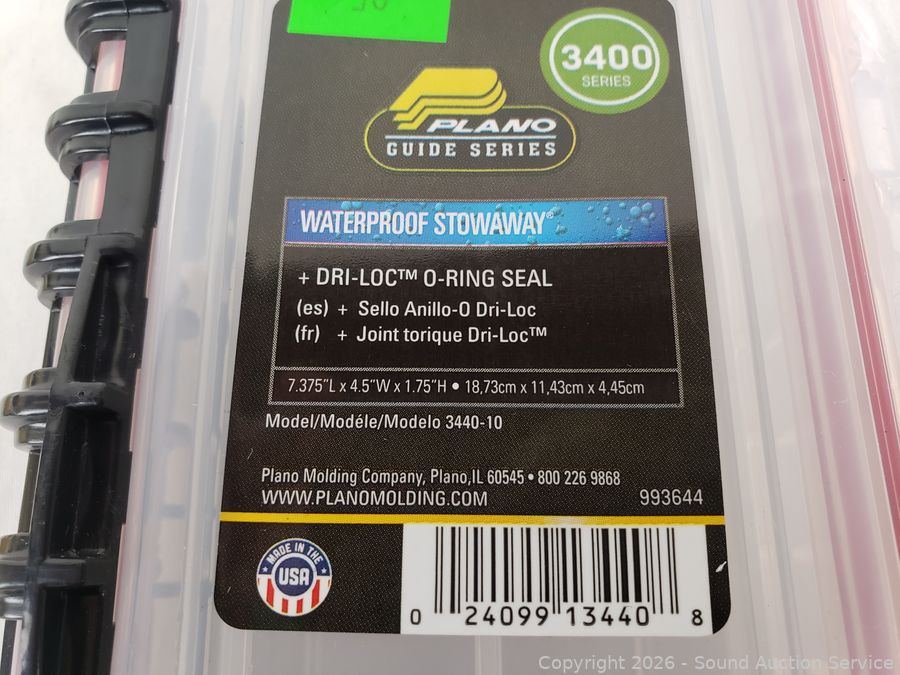 3400
SERIES
PLANO
GUIDE SERIES
WATERPROOF STOWAWAY®
+ DRI-LOC™ O-RING SEAL
(es) + Sello Anillo-O Dri-Loc
(fr) + Joint torique Dri-Loc™
7.375"L x 4.5"W x 1.75"H • 18,73cm x 11,43cm x 4,45cm
Model/Modéle/Modelo 3440-10
Plano Molding Company, Plano,IL 60545 • 800 226 9868
WWW.PLANOMOLDING.COM 993644
MADE IN THE
USA
0 24099 13440 8
Copyright 2026 - Sound Auction Service